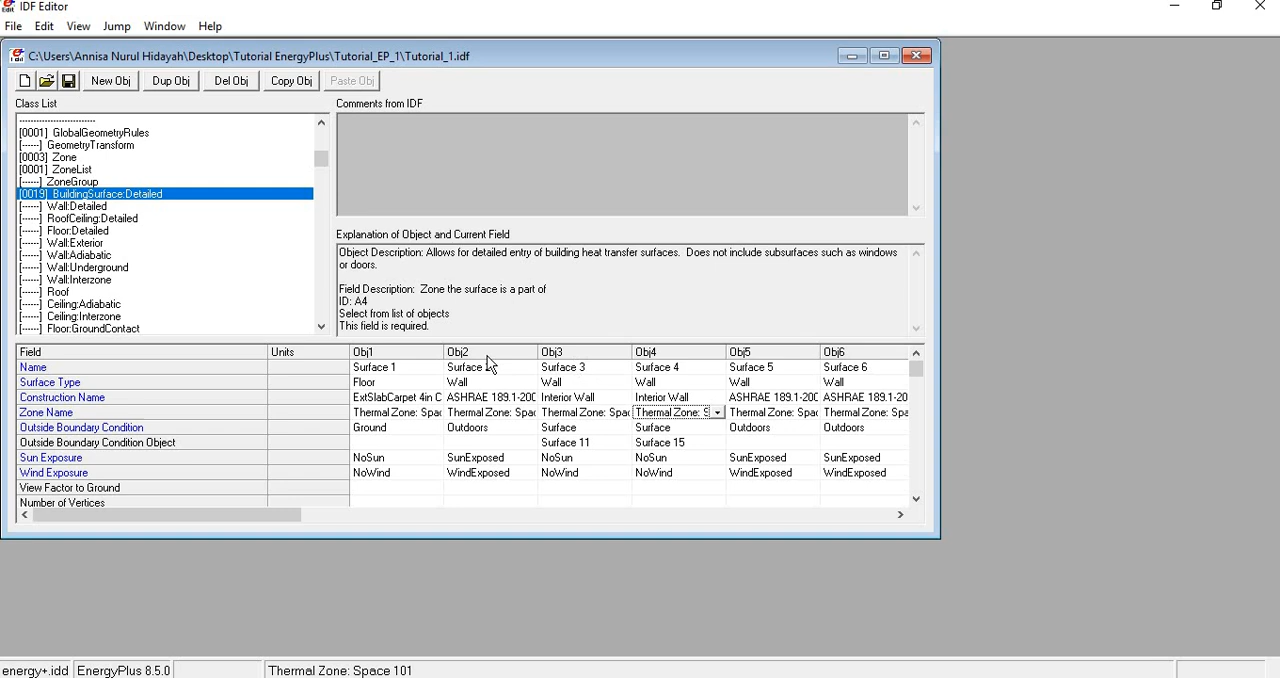 IDF Editor
File Edit View Jump Window Help
C:\Users\Annisa Nurul Hidayah\Desktop\Tutorial EnergyPlus\Tutorial_EP_1\Tutorial_1.idf
New Obj Dup Obj Del Obj Copy Obj Paste Obj
Class List
Comments from IDF
[0001] GlobalGeometryRules
[------] GeometryTransform
[0003] Zone
[0001] ZoneList
[------] ZoneGroup
[0019] BuildingSurface:Detailed
[------] Wall:Detailed
[------] RoofCeiling:Detailed
[------] Floor:Detailed
[------] Wall:Exterior
[------] Wall:Adiabatic
[------] Wall:Underground
[------] Wall:Interzone
[------] Roof
[------] Ceiling:Adiabatic
[------] Ceiling:Interzone
[------] Floor:GroundContact
Explanation of Object and Current Field
Object Description: Allows for detailed entry of building heat transfer surfaces. Does not include subsurfaces such as windows
or doors.
Field Description: Zone the surface is a part of
ID: A4
Select from list of objects
This field is required.
Field Units Obj1 Obj2 Obj3 Obj4 Obj5 Obj6
Name Surface 1 Surface Surface 3 Surface 4 Surface 5 Surface 6
Surface Type Floor Wall Wall Wall Wall Wall
Construction Name ExtSlabCarpet 4in C ASHRAE 189.1-200 Interior Wall Interior Wall ASHRAE 189.1-200 ASHRAE 189.1-20
Zone Name Thermal Zone: Spac Thermal Zone: Spac Thermal Zone: Spac Thermal Zone: S Thermal Zone: Spac Thermal Zone: Spa
Outside Boundary Condition Ground Outdoors Surface Surface Outdoors Outdoors
Outside Boundary Condition Object Surface 11 Surface 15
Sun Exposure NoSun SunExposed NoSun NoSun SunExposed SunExposed
Wind Exposure NoWind WindExposed NoWind NoWind WindExposed WindExposed
View Factor to Ground
Number of Vertices
energy+.idd EnergyPlus 8.5.0 Thermal Zone: Space 101